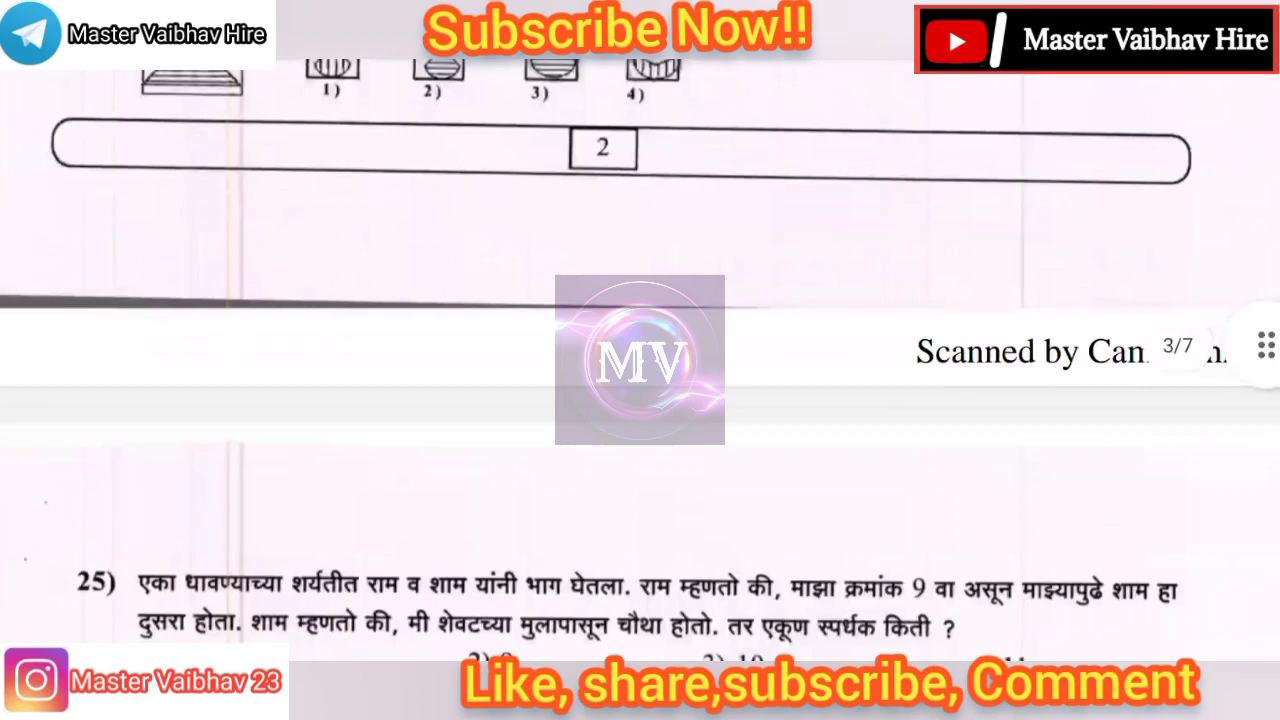 Master Vaibhav Hire
Subscribe Now!!
Master Vaibhav Hire
1) 2) 3) 4)
2
MV
Scanned by
3/7
25) एका धावण्याच्या शर्यतीत राम व शाम यांनी भाग घेतला. राम म्हणतो की, माझा क्रमांक 9 वा असून माझ्यापुढे शाम हा
दुसरा होता. शाम म्हणतो की, मी शेवटच्या मुलापासून चौथा होतो. तर एकूण स्पर्धक किती ?
Master Vaibhav 23
Like, share,subscribe, Comment